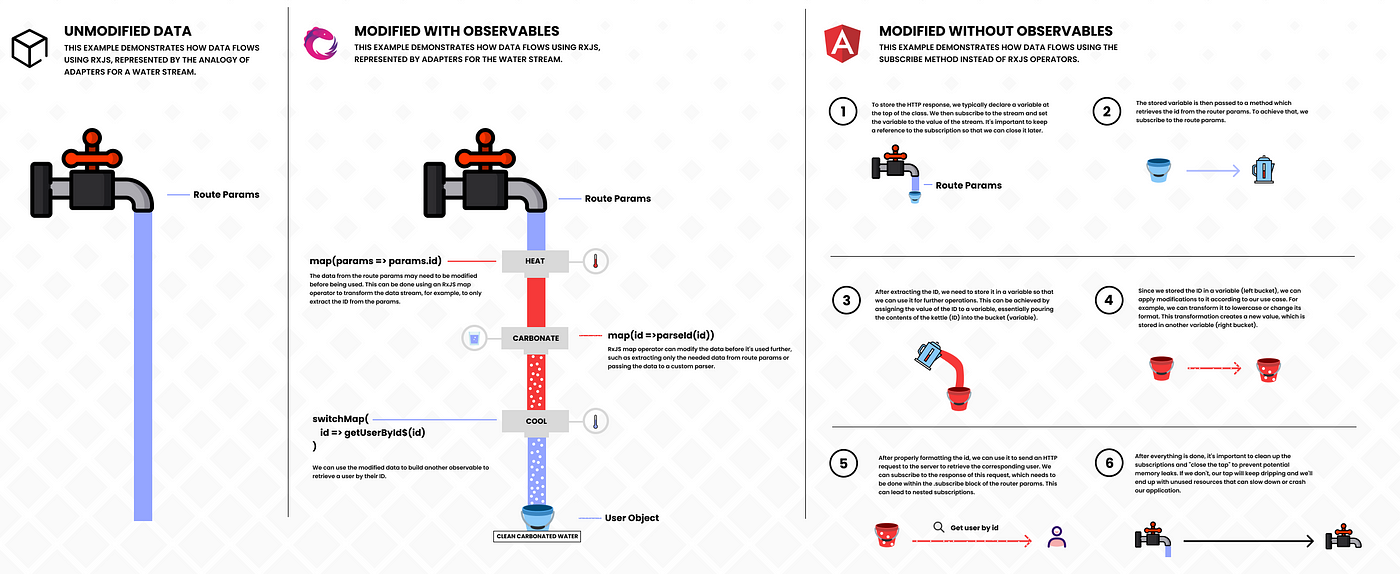 UNMODIFIED DATA
THIS EXAMPLE DEMONSTRATES HOW DATA FLOWS
USING RXJS, REPRESENTED BY THE ANALOGY OF
ADAPTERS FOR A WATER STREAM.
Route Params
MODIFIED WITH OBSERVABLES
THIS EXAMPLE DEMONSTRATES HOW DATA FLOWS USING RXJS,
REPRESENTED BY ADAPTERS FOR THE WATER STREAM.
Route Params
map(params => params.id)
HEAT
The data from the route params may need to be modified
before being used. This can be done using an RxJS map
operator to transform the data stream, for example, to only
extract the ID from the params.
CARBONATE
map(id =>parseId(id))
RxJS map operator can modify the data before it's used further,
such as extracting only the needed data from route params or
passing the data to a custom parser.
switchMap(
id => getUserById$(id)
)
COOL
We can use the modified data to build another observable to
retrieve a user by their ID.
User Object
CLEAN CARBONATED WATER
A
MODIFIED WITHOUT OBSERVABLES
THIS EXAMPLE DEMONSTRATES HOW DATA FLOWS USING THE
SUBSCRIBE METHOD INSTEAD OF RXJS OPERATORS.
1
To store the HTTP response, we typically declare a variable at
the top of the class. We then subscribe to the stream and set
the variable to the value of the stream. It's important to keep
a reference to the subscription so that we can close it later.
Route Params
2
The stored variable is then passed to a method which
retrieves the id from the router params. To achieve that, we
subscribe to the route params.
3
After extracting the ID, we need to store it in a variable so that
we can use it for further operations. This can be achieved by
assigning the value of the ID to a variable, essentially pouring
the contents of the kettle (ID) into the bucket (variable).
4
Since we stored the ID in a variable (left bucket), we can
apply modifications to it according to our use case. For
example, we can transform it to lowercase or change its
format. This transformation creates a new value, which is
stored in another variable (right bucket).
5
After properly formatting the id, we can use it to send an HTTP
request to the server to retrieve the corresponding user. We
can subscribe to the response of this request, which needs to
be done within the .subscribe block of the router params. This
can lead to nested subscriptions.
Get user by id
6
After everything is done, it's important to clean up the
subscriptions and "close the tap" to prevent potential
memory leaks. If we don't, our tap will keep dripping and we'll
end up with unused resources that can slow down or crash
our application.